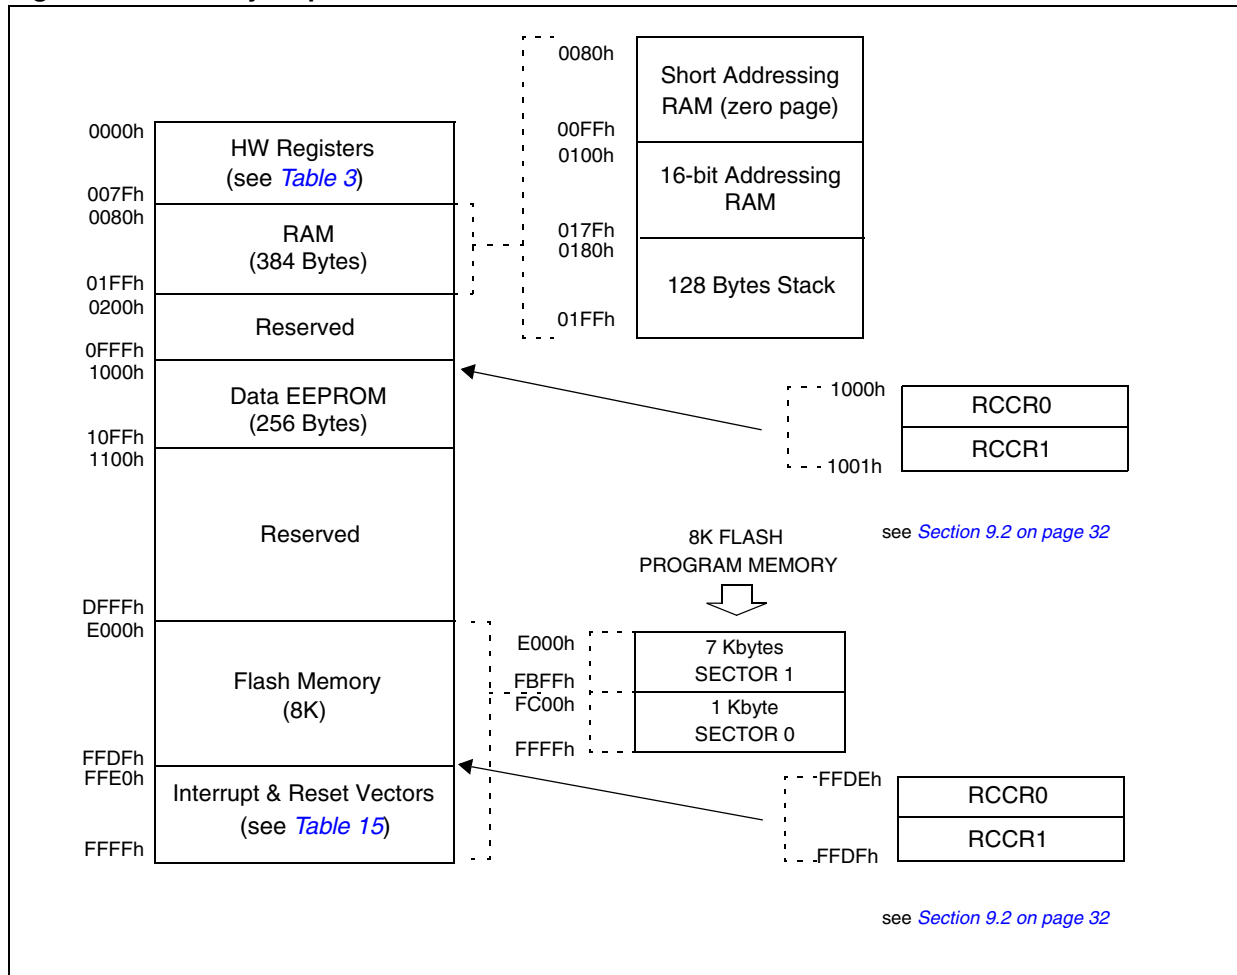 0000h
HW Registers
(see Table 3)
007Fh
0080h
RAM
(384 Bytes)
01FFh
0200h
Reserved
0FFFh
1000h
Data EEPROM
(256 Bytes)
10FFh
1100h
Reserved
DFFFh
E000h
Flash Memory
(8K)
FFDFh
FFE0h
Interrupt & Reset Vectors
(see Table 15)
FFFFh
0080h
Short Addressing
RAM (zero page)
00FFh
0100h
16-bit Addressing
RAM
017Fh
0180h
128 Bytes Stack
01FFh
1000h
RCCR0
RCCR1
1001h
see Section 9.2 on page 32
8K FLASH
PROGRAM MEMORY
E000h
7 Kbytes
SECTOR 1
FBFFh
FC00h
1 Kbyte
SECTOR 0
FFFFh
FFDEh
RCCR0
RCCR1
FFDFh
see Section 9.2 on page 32